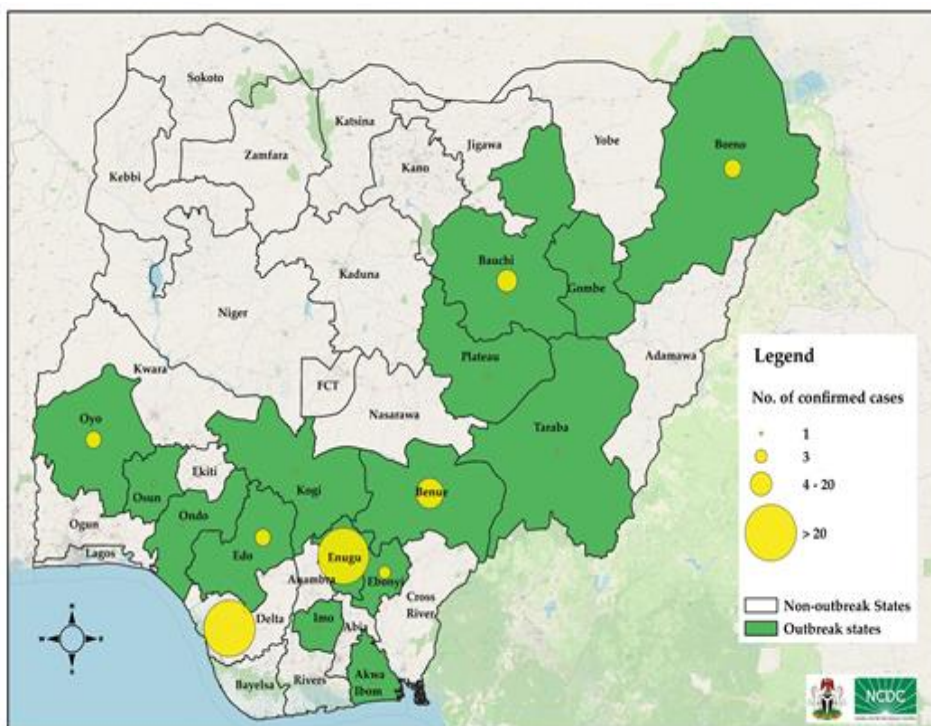 Sokoto
Katsina
Jigawa
Yobe
Borno
Zamfara
Kano
Kebbi
Bauchi
Kaduna
Gombe
Niger
Adamawa
Plateau
Kwara
FCT
Nasarawa
Taraba
Oyo
Ekiti
Osun
Kogi
Benue
Ondo
Ogun
Edo
Enugu
Lagos
Anambra
Ebonyi
Cross
River
Delta
Imo
Abia
Akwa
Ibom
Bayelsa
Rivers
N
W
E
S
Legend
No. of confirmed cases
1
3
4 - 20
> 20
Non-outbreak States
Outbreak states
NCDC